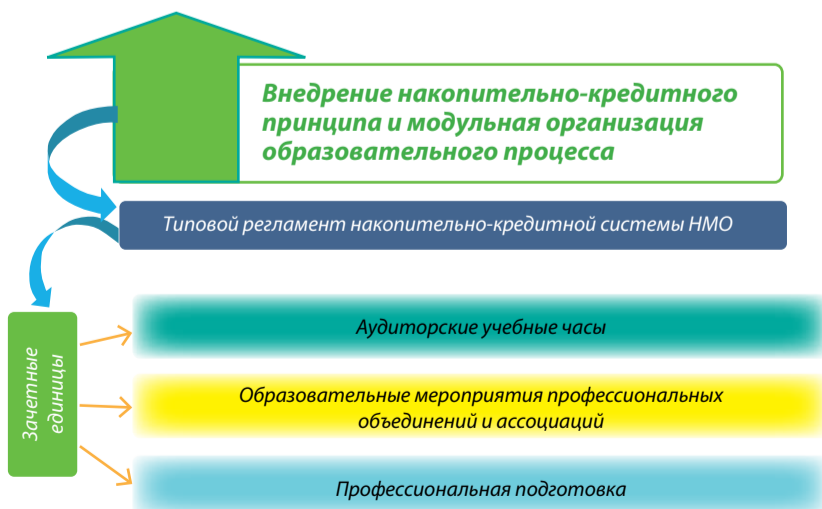 Внедрение накопительно-кредитного
принципа и модульная организация
образовательного процесса
Типовой регламент накопительно-кредитной системы НМО
Зачетные
единицы
Аудиторские учебные часы
Образовательные мероприятия профессиональных
объединений и ассоциаций
Профессиональная подготовка